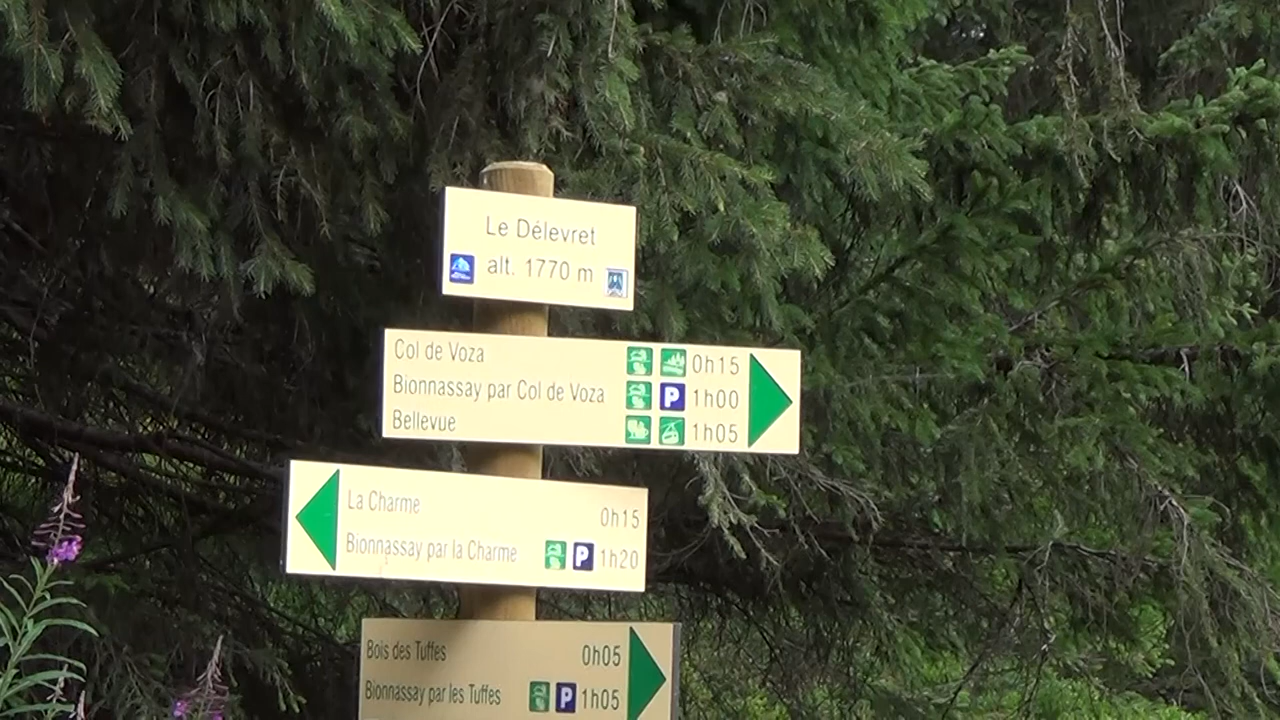 Le Délevret
alt. 1770 m
Col de Voza 0h15
Bionnassay par Col de Voza P 1h00
Bellevue 1h05
La Charme 0h15
Bionnassay par la Charme P 1h20
Bois des Tuffes 0h05
Bionnassay par les Tuffes P 1h05